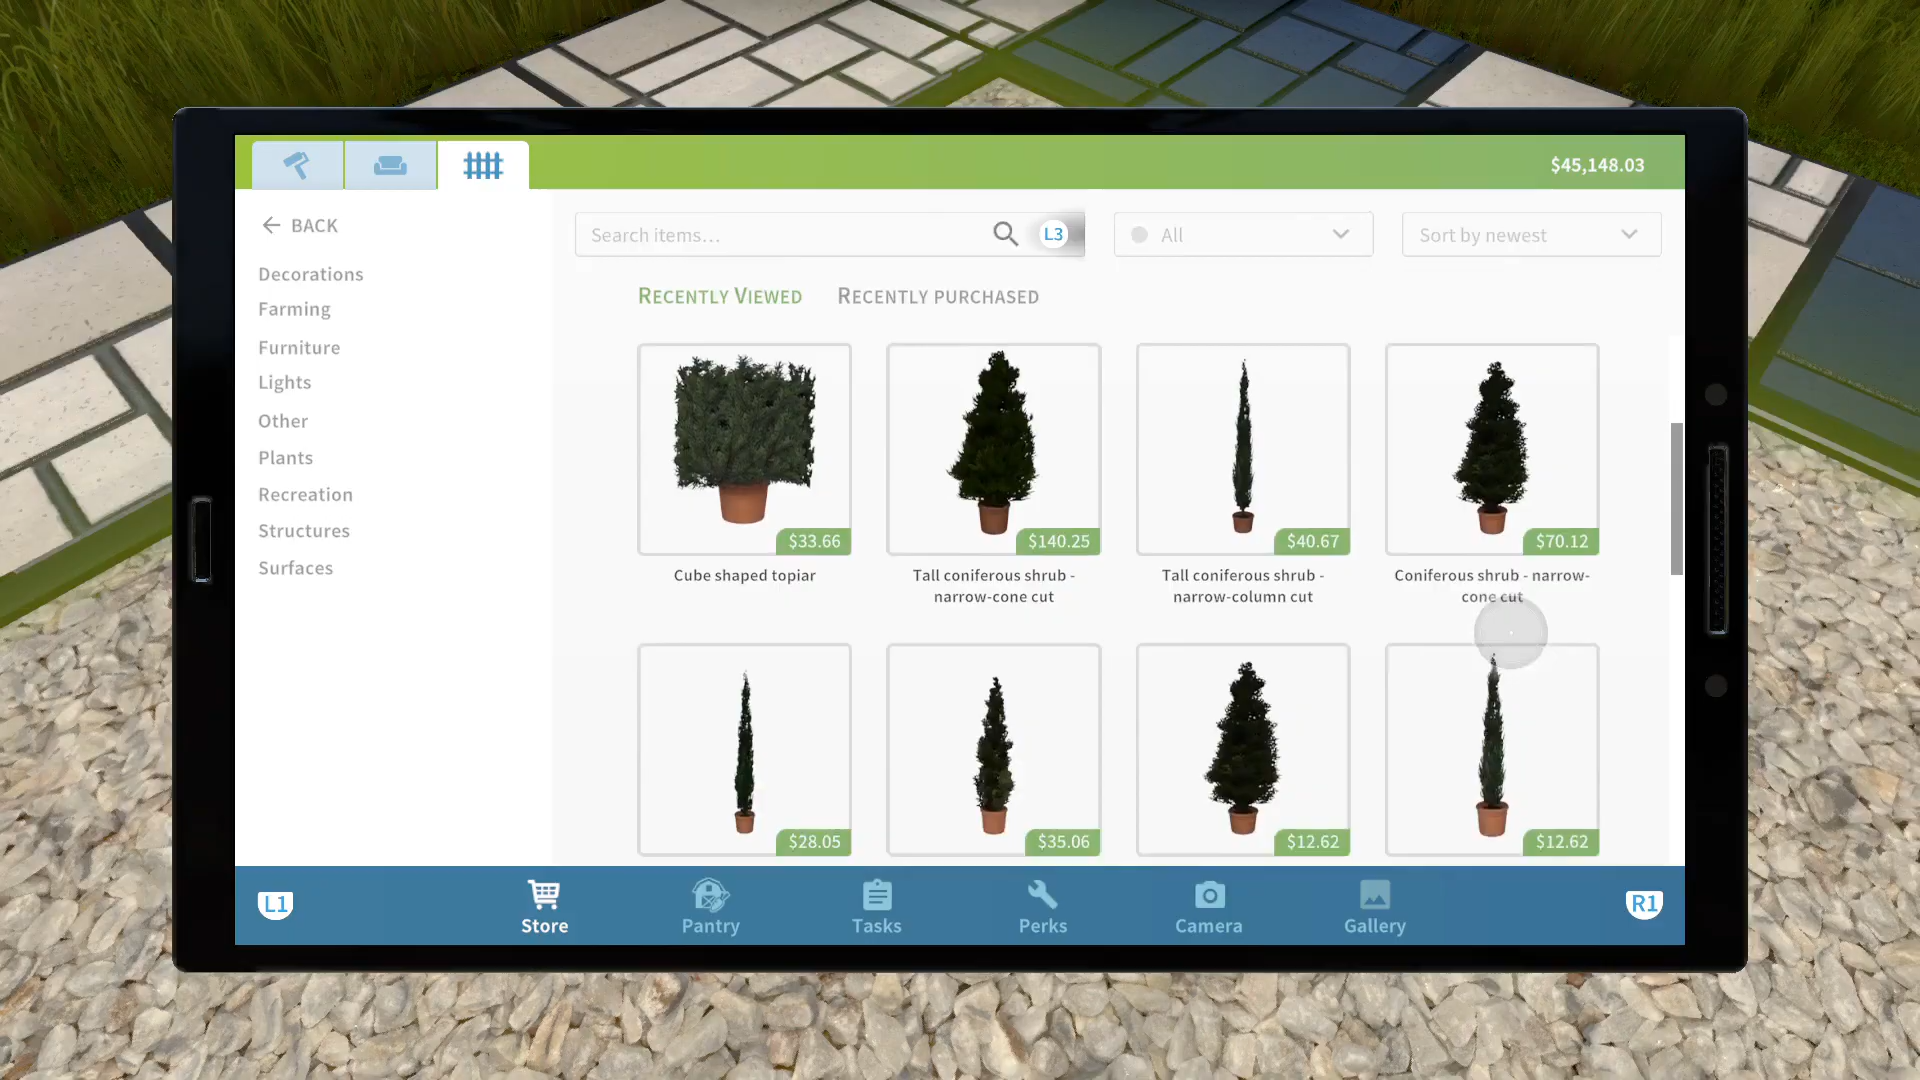 $45,148.03
BACK
Search items...
L3
All
Sort by newest
Decorations
Farming
Furniture
Lights
Other
Plants
Recreation
Structures
Surfaces
RECENTLY VIEWED
RECENTLY PURCHASED
$33.66
$140.25
$40.67
$70.12
Cube shaped topiar
Tall coniferous shrub -
narrow-cone cut
Tall coniferous shrub -
narrow-column cut
Coniferous shrub - narrow-
cone cut
$28.05
$35.06
$12.62
$12.62
L1
Store
Pantry
Tasks
Perks
Camera
Gallery
R1